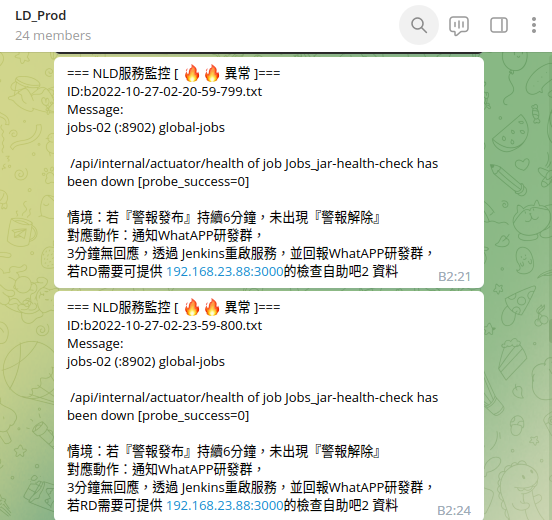 LD_Prod
24 members
=== NLD服務監控 [ 🔥🔥 異常 ]===
ID:b2022-10-27-02-20-59-799.txt
Message:
jobs-02 (:8902) global-jobs
/api/internal/actuator/health of job Jobs_jar-health-check has
been down [probe_success=0]
情境：若『警報發布』持續6分鐘，未出現『警報解除』
對應動作：通知WhatAPP研發群，
3分鐘無回應，透過 Jenkins重啟服務，並回報WhatAPP研發群，
若RD需要可提供 192.168.23.88:3000的檢查自助吧2 資料
B2:21
=== NLD服務監控 [ 🔥🔥 異常 ]===
ID:b2022-10-27-02-23-59-800.txt
Message:
jobs-02 (:8902) global-jobs
/api/internal/actuator/health of job Jobs_jar-health-check has
been down [probe_success=0]
情境：若『警報發布』持續6分鐘，未出現『警報解除』
對應動作：通知WhatAPP研發群，
3分鐘無回應，透過 Jenkins重啟服務，並回報WhatAPP研發群，
若RD需要可提供 192.168.23.88:3000的檢查自助吧2 資料
B2:24